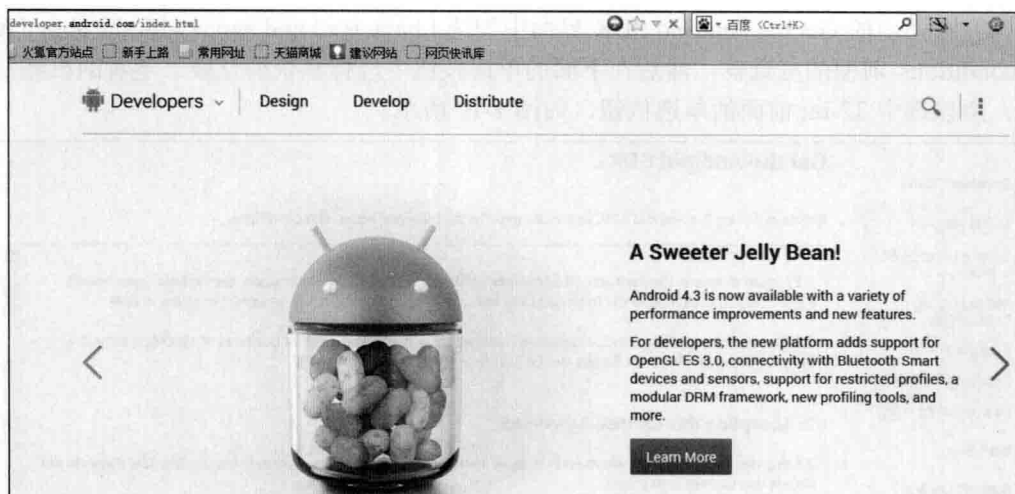 developer.android.com/index.html
百度 <Ctrl+K>
火狐官方站点 新手上路 常用网址 天猫商城 建议网站 网页快讯库
Developers Design Develop Distribute
A Sweeter Jelly Bean!
Android 4.3 is now available with a variety of
performance improvements and new features.
For developers, the new platform adds support for
OpenGL ES 3.0, connectivity with Bluetooth Smart
devices and sensors, support for restricted profiles, a
modular DRM framework, new profiling tools, and
more.
Learn More